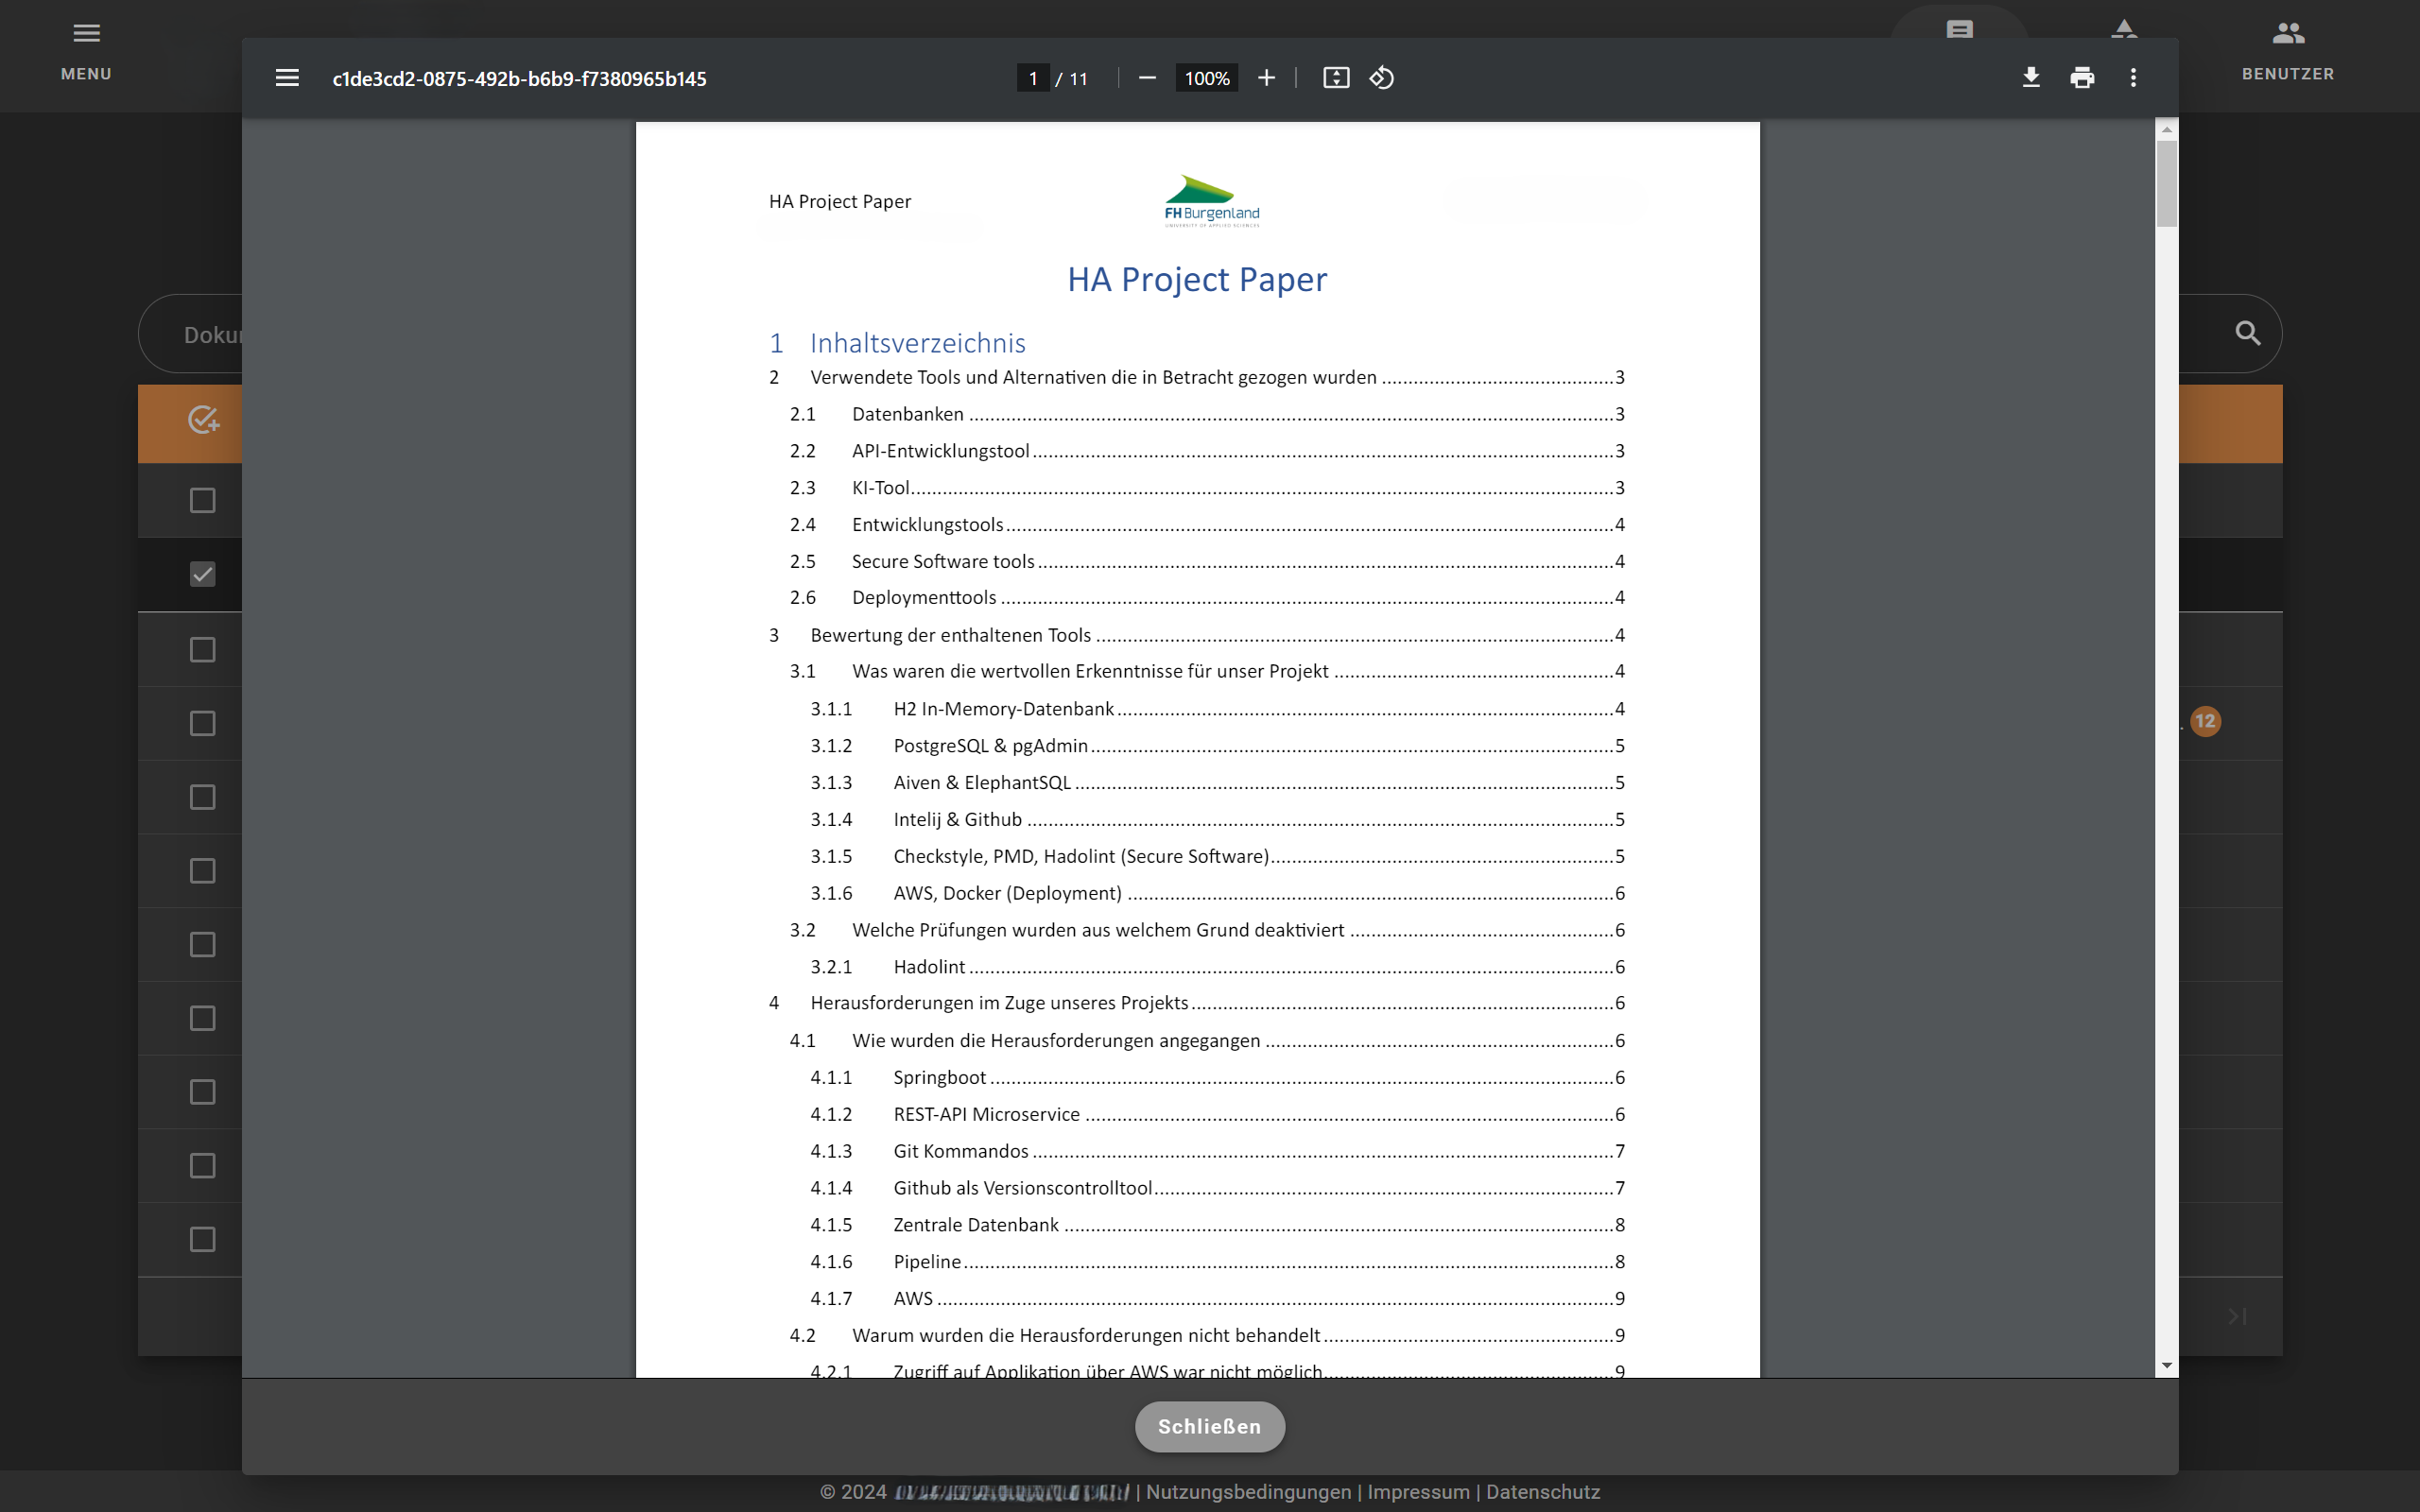 MENU
BENUTZER
c1de3cd2-0875-492b-b6b9-f7380965b145
1 / 11
100%
HA Project Paper
FH Burgenland
UNIVERSITY OF APPLIED SCIENCES
HA Project Paper
1 Inhaltsverzeichnis
2 Verwendete Tools und Alternativen die in Betracht gezogen wurden 3
2.1 Datenbanken 3
2.2 API-Entwicklungstool 3
2.3 KI-Tool 3
2.4 Entwicklungstools 4
2.5 Secure Software tools 4
2.6 Deploymenttools 4
3 Bewertung der enthaltenen Tools 4
3.1 Was waren die wertvollen Erkenntnisse für unser Projekt 4
3.1.1 H2 In-Memory-Datenbank 4
3.1.2 PostgreSQL & pgAdmin 5
3.1.3 Aiven & ElephantSQL 5
3.1.4 Intelij & Github 5
3.1.5 Checkstyle, PMD, Hadolint (Secure Software) 5
3.1.6 AWS, Docker (Deployment) 6
3.2 Welche Prüfungen wurden aus welchem Grund deaktiviert 6
3.2.1 Hadolint 6
4 Herausforderungen im Zuge unseres Projekts 6
4.1 Wie wurden die Herausforderungen angegangen 6
4.1.1 Springboot 6
4.1.2 REST-API Microservice 6
4.1.3 Git Kommandos 7
4.1.4 Github als Versionscontrolltool 7
4.1.5 Zentrale Datenbank 8
4.1.6 Pipeline 8
4.1.7 AWS 9
4.2 Warum wurden die Herausforderungen nicht behandelt 9
4.2.1 Zugriff auf Applikation über AWS war nicht möglich 9
12
Schließen
© 2024 | Nutzungsbedingungen | Impressum | Datenschutz